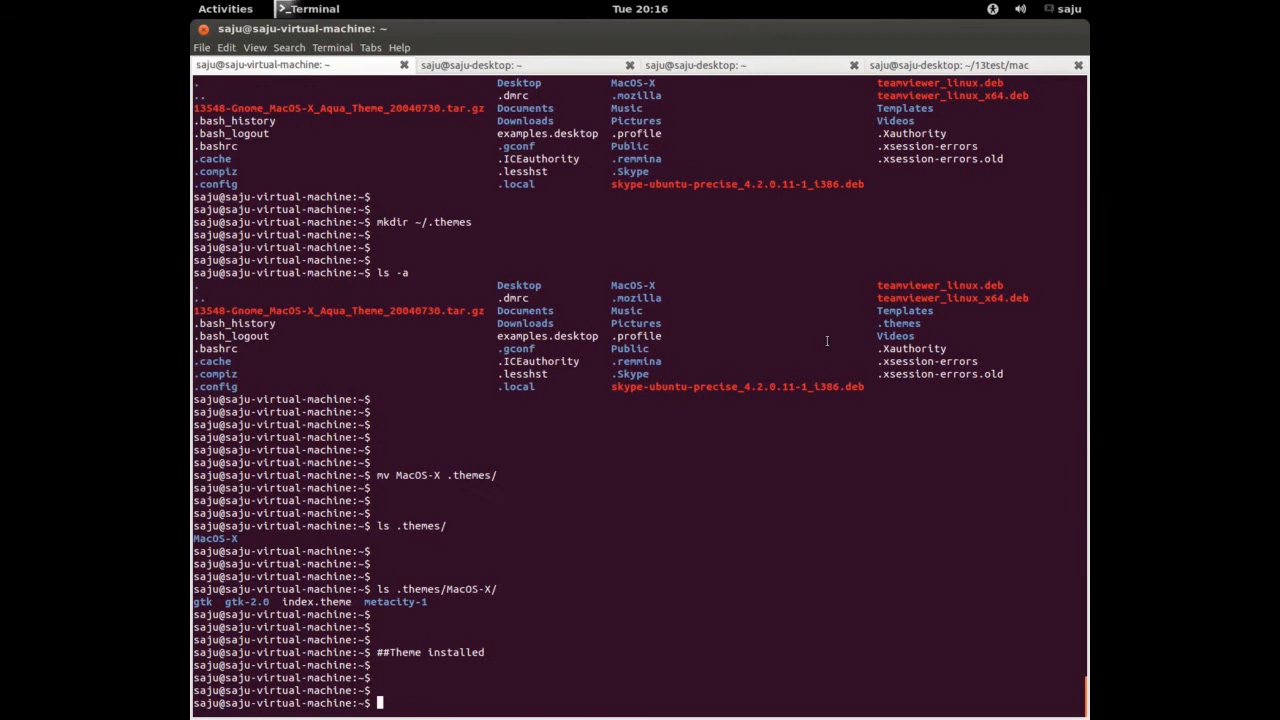 Activities >_Terminal Tue 20:16 saju
saju@saju-virtual-machine: ~
File Edit View Search Terminal Tabs Help
saju@saju-virtual-machine: ~ saju@saju-desktop: ~ saju@saju-desktop: ~ saju@saju-desktop: ~/13test/mac
. Desktop MacOS-X teamviewer_linux.deb
.. .dmrc .mozilla teamviewer_linux_x64.deb
13548-Gnome_MacOS-X_Aqua_Theme_20040730.tar.gz Documents Music Templates
.bash_history Downloads Pictures Videos
.bash_logout examples.desktop .profile .Xauthority
.bashrc .gconf Public .xsession-errors
.cache .ICEauthority .remmina .xsession-errors.old
.compiz .lesshst .Skype
.config .local skype-ubuntu-precise_4.2.0.11-1_i386.deb
saju@saju-virtual-machine:~$
saju@saju-virtual-machine:~$
saju@saju-virtual-machine:~$ mkdir ~/.themes
saju@saju-virtual-machine:~$
saju@saju-virtual-machine:~$
saju@saju-virtual-machine:~$
saju@saju-virtual-machine:~$ ls -a
. Desktop MacOS-X teamviewer_linux.deb
.. .dmrc .mozilla teamviewer_linux_x64.deb
13548-Gnome_MacOS-X_Aqua_Theme_20040730.tar.gz Documents Music Templates
.bash_history Downloads Pictures .themes
.bash_logout examples.desktop .profile Videos
.bashrc .gconf Public .Xauthority
.cache .ICEauthority .remmina .xsession-errors
.compiz .lesshst .Skype .xsession-errors.old
.config .local skype-ubuntu-precise_4.2.0.11-1_i386.deb
saju@saju-virtual-machine:~$
saju@saju-virtual-machine:~$
saju@saju-virtual-machine:~$
saju@saju-virtual-machine:~$
saju@saju-virtual-machine:~$
saju@saju-virtual-machine:~$
saju@saju-virtual-machine:~$ mv MacOS-X .themes/
saju@saju-virtual-machine:~$
saju@saju-virtual-machine:~$
saju@saju-virtual-machine:~$
saju@saju-virtual-machine:~$ ls .themes/
MacOS-X
saju@saju-virtual-machine:~$
saju@saju-virtual-machine:~$
saju@saju-virtual-machine:~$
saju@saju-virtual-machine:~$ ls .themes/MacOS-X/
gtk gtk-2.0 index.theme metacity-1
saju@saju-virtual-machine:~$
saju@saju-virtual-machine:~$
saju@saju-virtual-machine:~$
saju@saju-virtual-machine:~$ ##Theme installed
saju@saju-virtual-machine:~$
saju@saju-virtual-machine:~$
saju@saju-virtual-machine:~$
saju@saju-virtual-machine:~$